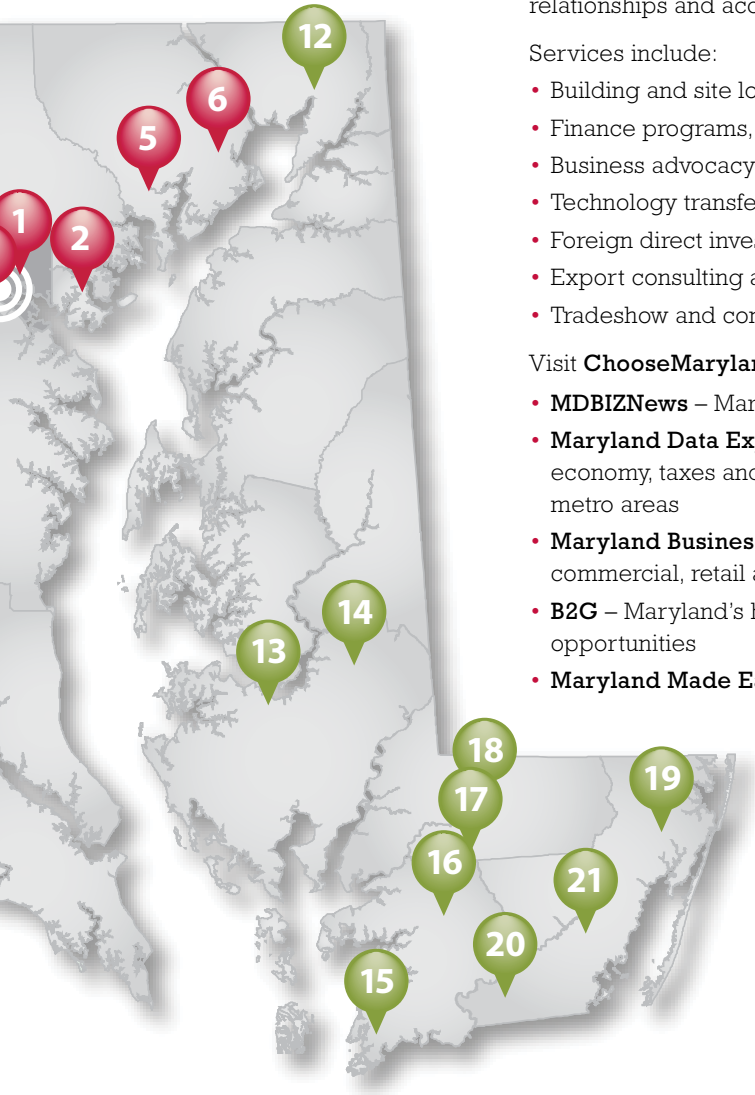 12
6
5
1
2
14
13
18
17
19
16
21
20
15
relationships and acc
Services include:
• Building and site lo
• Finance programs,
• Business advocacy
• Technology transfe
• Foreign direct inve
• Export consulting a
• Tradeshow and con
Visit ChooseMaryla
• MDBIZNews – Mar
• Maryland Data Ex
economy, taxes and
metro areas
• Maryland Busines
commercial, retail a
• B2G – Maryland's
opportunities
• Maryland Made E